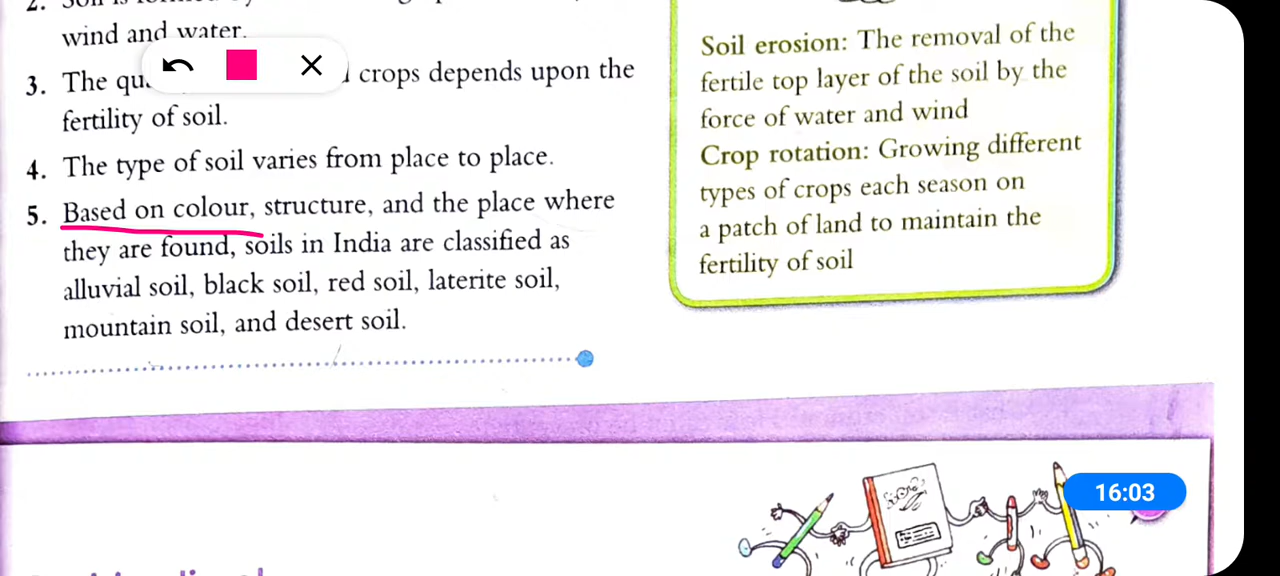 2.
wind and water.
3. The crops depends upon the
fertility of soil.
4. The type of soil varies from place to place.
5. Based on colour, structure, and the place where
they are found, soils in India are classified as
alluvial soil, black soil, red soil, laterite soil,
mountain soil, and desert soil.
Soil erosion: The removal of the
fertile top layer of the soil by the
force of water and wind
Crop rotation: Growing different
types of crops each season on
a patch of land to maintain the
fertility of soil
16:03